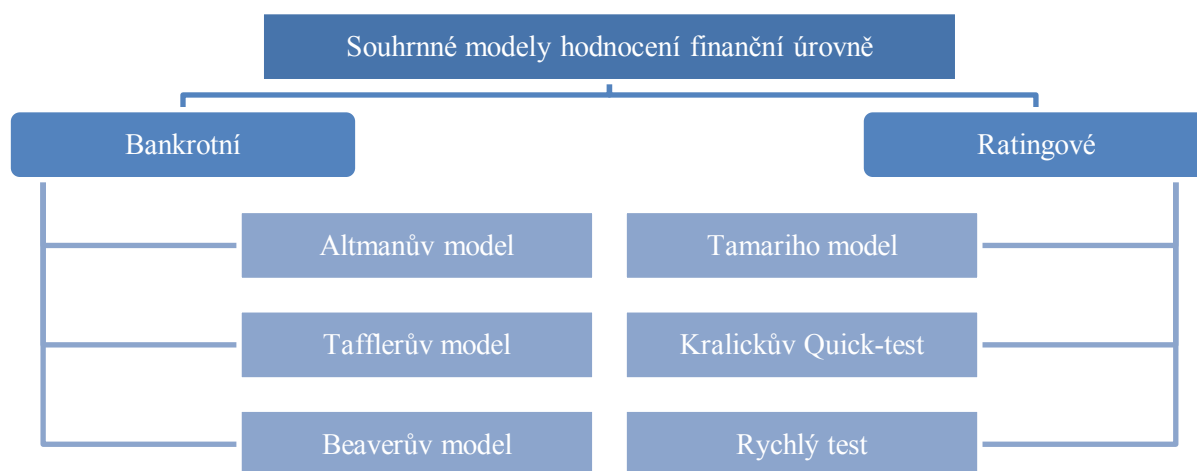 Souhrnné modely hodnocení finanční úrovně
Bankrotní
Ratingové
Altmanův model
Tamariho model
Tafflerův model
Kralickův Quick-test
Beaverův model
Rychlý test